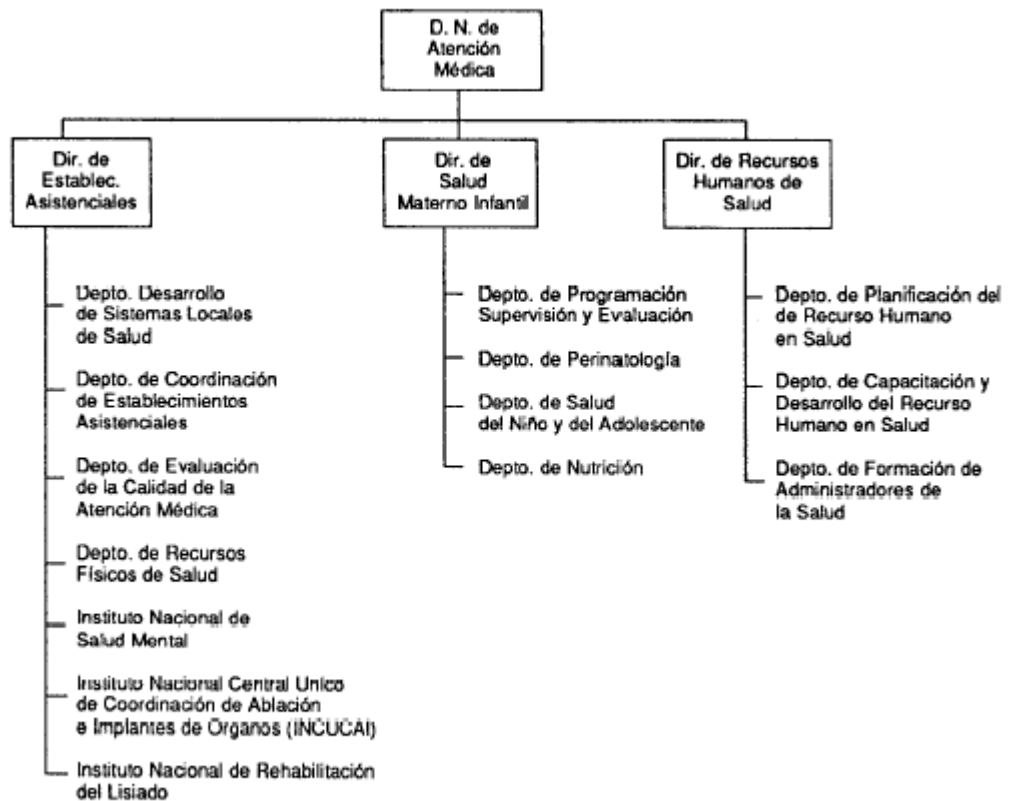 D. N. de
Atención
Médica
Dir. de
Establec.
Asistenciales
Dir. de
Salud
Materno Infantil
Dir. de Recursos
Humanos de
Salud
Depto. Desarrollo
de Sistemas Locales
de Salud
Depto. de Coordinación
de Establecimientos
Asistenciales
Depto. de Evaluación
de la Calidad de la
Atención Médica
Depto. de Recursos
Físicos de Salud
Instituto Nacional de
Salud Mental
Instituto Nacional Central Unico
de Coordinación de Ablación
e Implantes de Organos (INCUCAI)
Instituto Nacional de Rehabilitación
del Lisiado
Depto. de Programación
Supervisión y Evaluación
Depto. de Perinatología
Depto. de Salud
del Niño y del Adolescente
Depto. de Nutrición
Depto. de Planificación del
de Recurso Humano
en Salud
Depto. de Capacitación y
Desarrollo del Recurso
Humano en Salud
Depto. de Formación de
Administradores de
la Salud